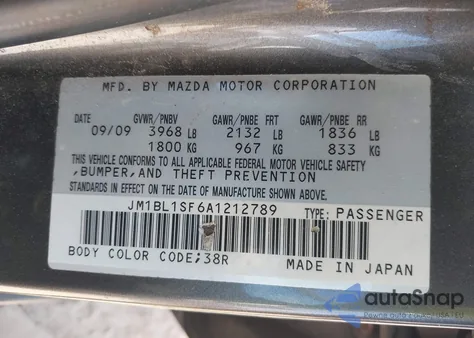 MFD. BY MAZDA MOTOR CORPORATION
DATE GVWR/PNBV GAWR/PNBE FRT GAWR/PNBE RR
09/09 3968 LB 2132 LB 1836 LB
1800 KG 967 KG 833 KG
THIS VEHICLE CONFORMS TO ALL APPLICABLE FEDERAL MOTOR VEHICLE SAFETY
,BUMPER,AND THEFT PREVENTION
STANDARDS IN EFFECT ON THE DATE OF MANUFACTURE SHOWN ABOVE.
JM1BL1SF6A1212789 TYPE: PASSENGER
BODY COLOR CODE;38R MADE IN JAPAN
autoSnap